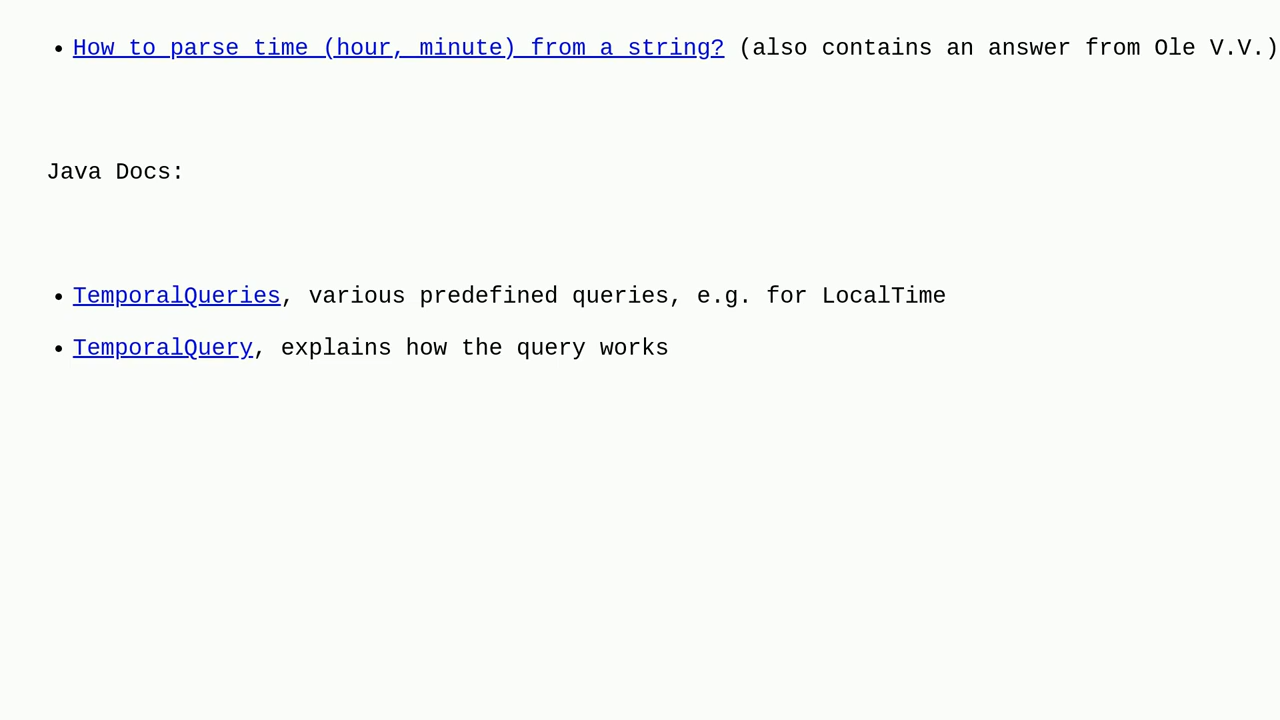 • How to parse time (hour, minute) from a string? (also contains an answer from Ole V.V.)
Java Docs:
• TemporalQueries, various predefined queries, e.g. for LocalTime
• TemporalQuery, explains how the query works